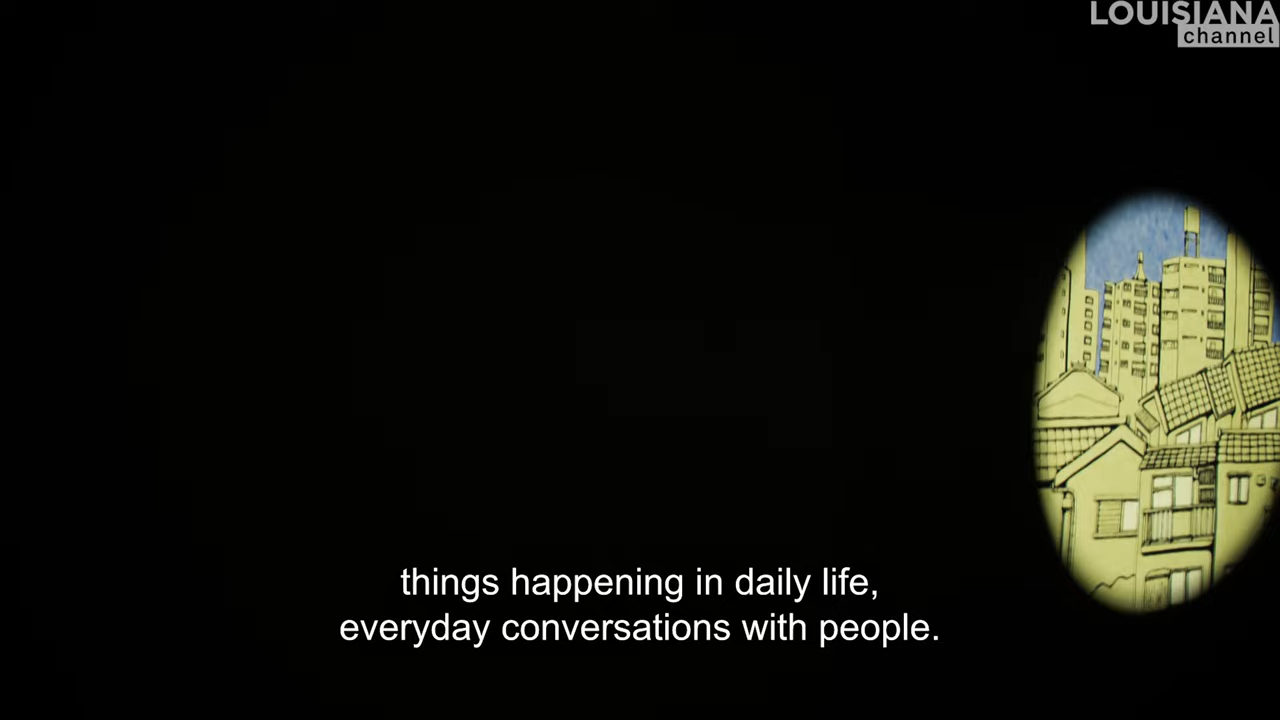 LOUISIANA
channel
things happening in daily life,
everyday conversations with people.